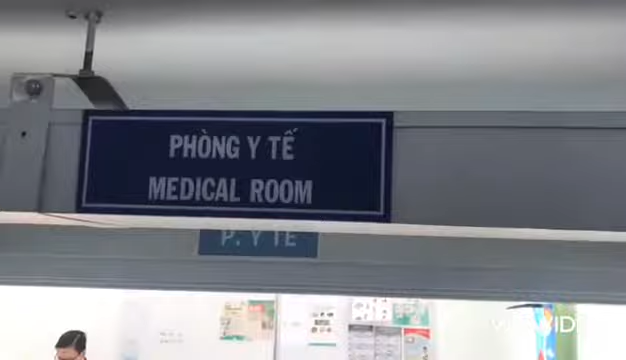 PHÒNG Y TẾ
MEDICAL ROOM
P. Y TẾ